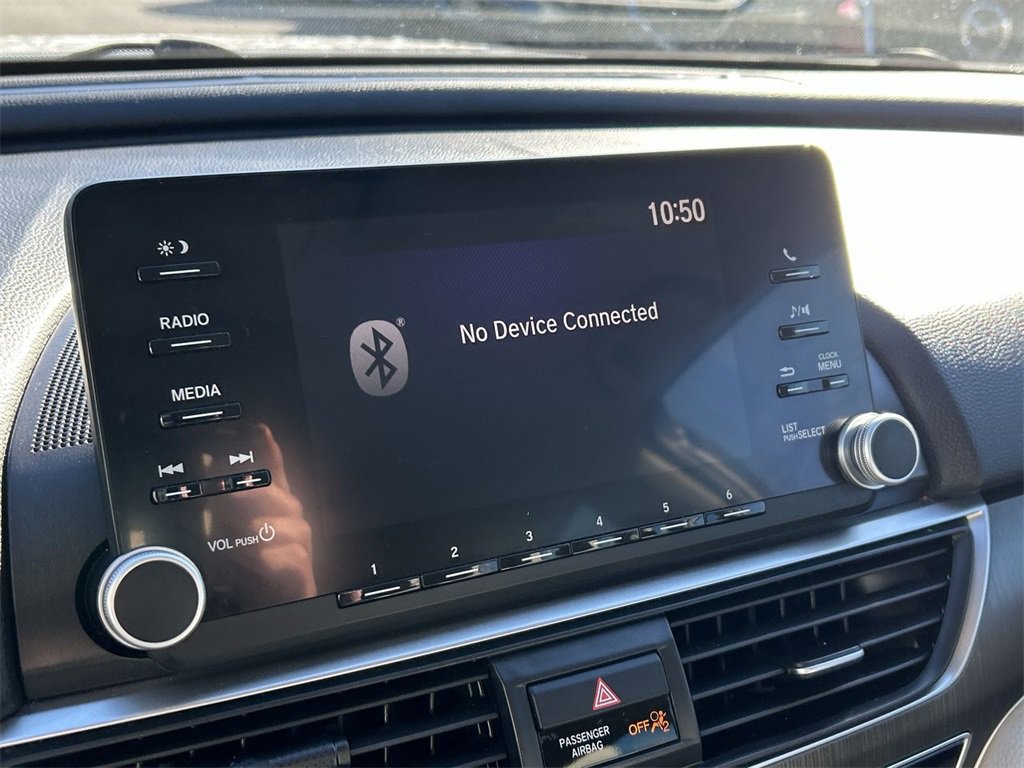 10:50
RADIO
No Device Connected
®
MEDIA
CLOCK
MENU
LIST
PUSH SELECT
VOL PUSH
1 2 3 4 5 6
PASSENGER
AIRBAG
OFF 2